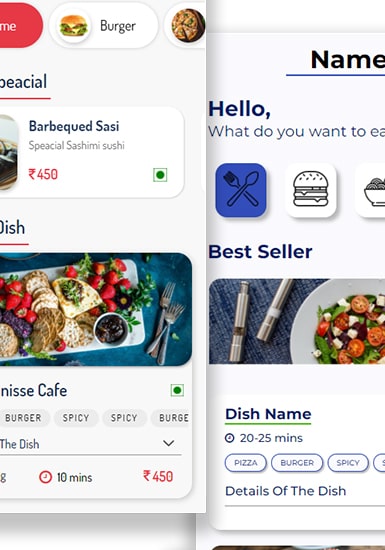 me
Burger
peacial
Barbequed Sasi
Speacial Sashimi sushi
₹450
Dish
nisse Cafe
BURGER SPICY SPICY BURGE
The Dish
g 10 mins ₹450
Name
Hello,
What do you want to ea
Best Seller
Dish Name
20-25 mins
PIZZA BURGER SPICY S
Details Of The Dish